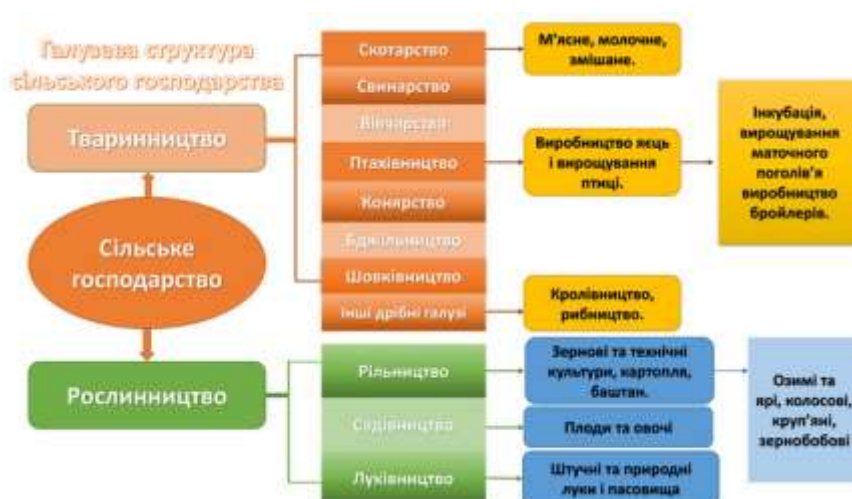 Галузева структура
сільського господарства
Тваринництво
Сільське
господарство
Рослинництво
Скотарство
Свинарство
Вівчарство
Птахівництво
Конярство
Бджільництво
Шовківництво
Інші дрібні галузі
Рільництво
Садівництво
Луківництво
М'ясне, молочне,
змішане.
Виробництво яєць
і вирощування
птиці.
Інкубація,
вирощування
маточного
поголів'я
виробництво
бройлерів.
Кролівництво,
рибництво.
Зернові та технічні
культури, картопля,
баштан.
Озимі та
ярі, колосові,
круп'яні,
зернобобові
Плоди та овочі
Штучні та природні
луки і пасовища